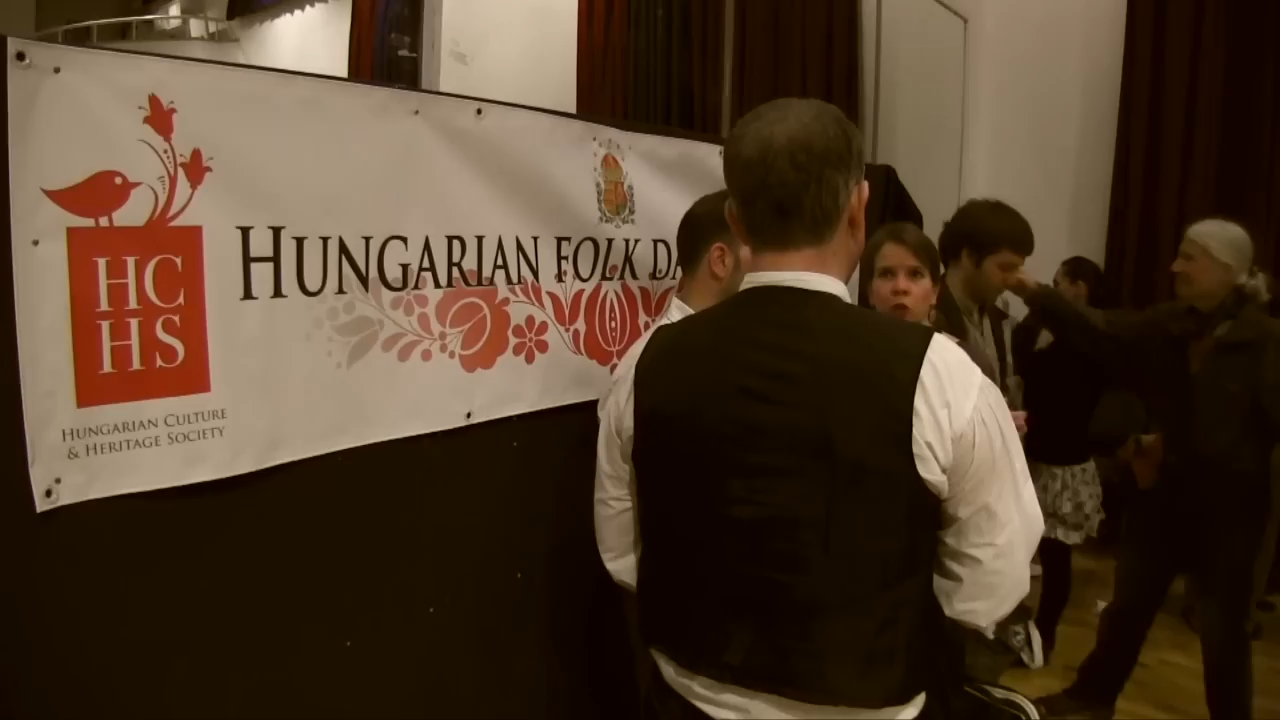 HC
HS
HUNGARIAN CULTURE
& HERITAGE SOCIETY
HUNGARIAN FOLK DA